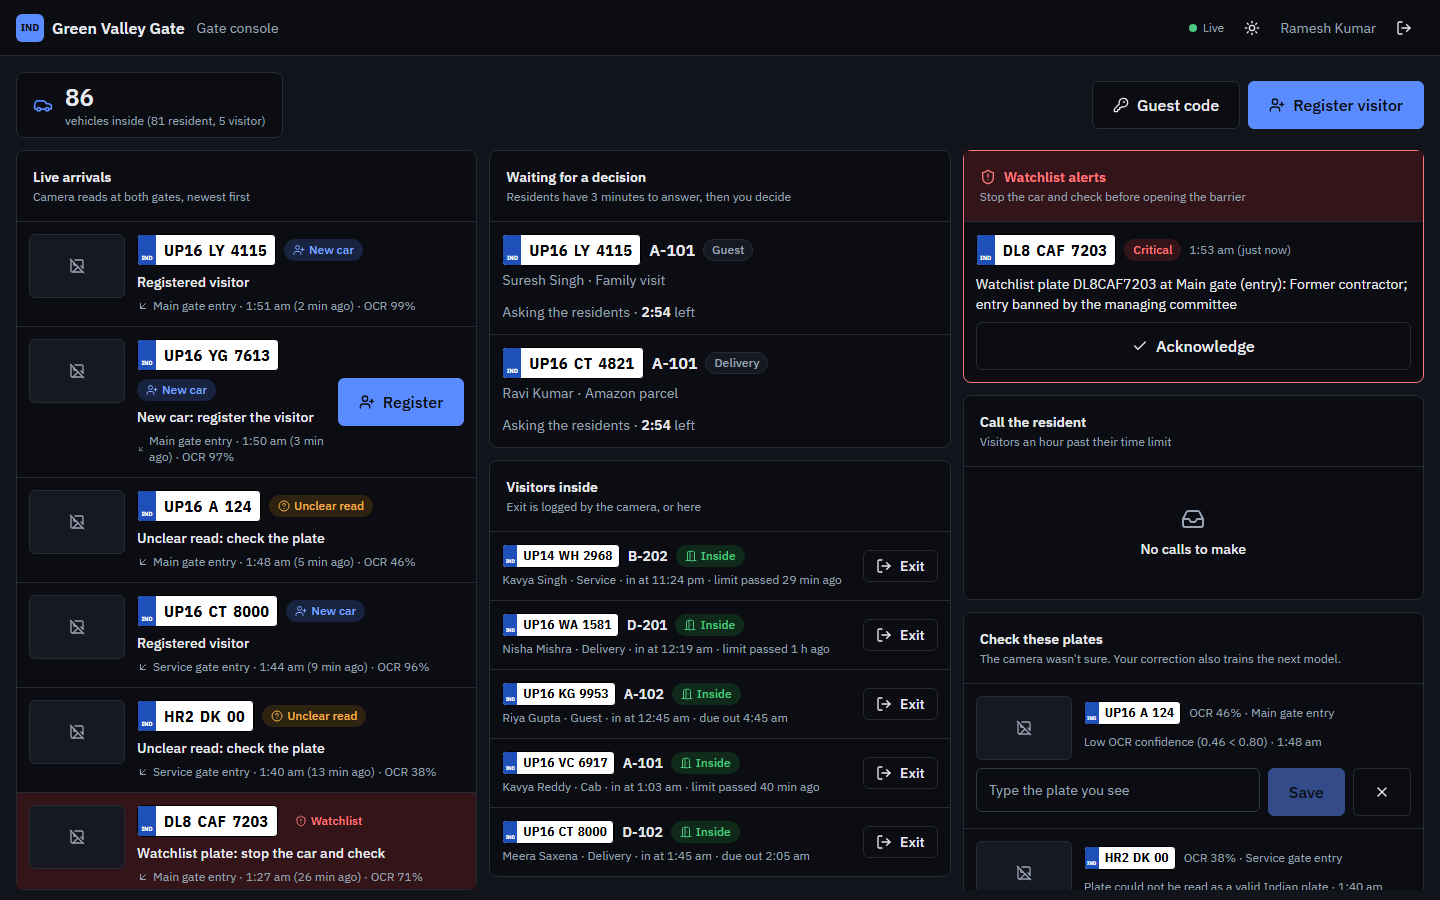 IND Green Valley Gate Gate console
Live Ramesh Kumar
86
vehicles inside (81 resident, 5 visitor)
Guest code
Register visitor
Live arrivals
Camera reads at both gates, newest first
IND UP16 LY 4115 New car
Registered visitor
Main gate entry · 1:51 am (2 min ago) · OCR 99%
IND UP16 YG 7613
New car
New car: register the visitor
Main gate entry · 1:50 am (3 min
ago) · OCR 97%
Register
IND UP16 A 124 Unclear read
Unclear read: check the plate
Main gate entry · 1:48 am (5 min ago) · OCR 46%
IND UP16 CT 8000 New car
Registered visitor
Service gate entry · 1:44 am (9 min ago) · OCR 96%
IND HR2 DK 00 Unclear read
Unclear read: check the plate
Service gate entry · 1:40 am (13 min ago) · OCR 38%
IND DL8 CAF 7203 Watchlist
Watchlist plate: stop the car and check
Main gate entry · 1:27 am (26 min ago) · OCR 71%
Waiting for a decision
Residents have 3 minutes to answer, then you decide
IND UP16 LY 4115 A-101 Guest
Suresh Singh · Family visit
Asking the residents · 2:54 left
IND UP16 CT 4821 A-101 Delivery
Ravi Kumar · Amazon parcel
Asking the residents · 2:54 left
Visitors inside
Exit is logged by the camera, or here
IND UP14 WH 2968 B-202 Inside
Kavya Singh · Service · in at 11:24 pm · limit passed 29 min ago
Exit
IND UP16 WA 1581 D-201 Inside
Nisha Mishra · Delivery · in at 12:19 am · limit passed 1 h ago
Exit
IND UP16 KG 9953 A-102 Inside
Riya Gupta · Guest · in at 12:45 am · due out 4:45 am
Exit
IND UP16 VC 6917 A-101 Inside
Kavya Reddy · Cab · in at 1:03 am · limit passed 40 min ago
Exit
IND UP16 CT 8000 D-102 Inside
Meera Saxena · Delivery · in at 1:45 am · due out 2:05 am
Exit
Watchlist alerts
Stop the car and check before opening the barrier
IND DL8 CAF 7203 Critical 1:53 am (just now)
Watchlist plate DL8CAF7203 at Main gate (entry): Former contractor;
entry banned by the managing committee
Acknowledge
Call the resident
Visitors an hour past their time limit
No calls to make
Check these plates
The camera wasn't sure. Your correction also trains the next model.
IND UP16 A 124 OCR 46% · Main gate entry
Low OCR confidence (0.46 < 0.80) · 1:48 am
Type the plate you see
Save
IND HR2 DK 00 OCR 38% · Service gate entry
Plate could not be read as a valid Indian plate · 1:40 am